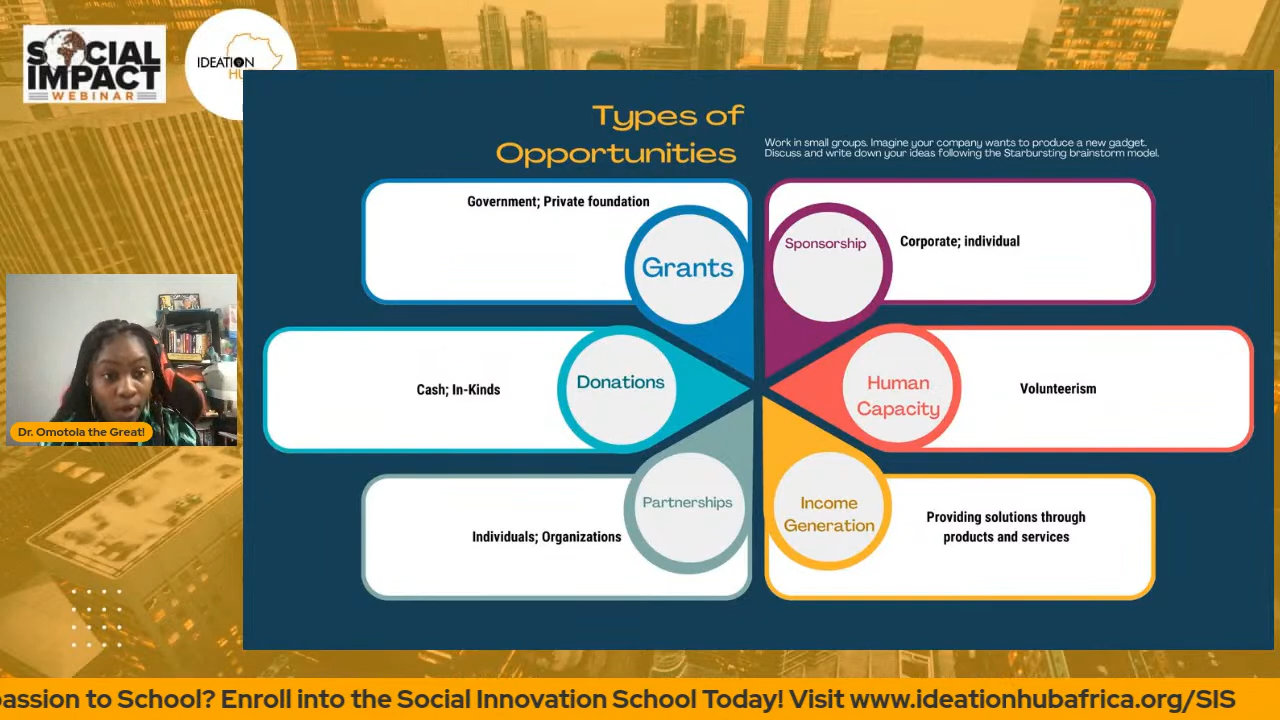 SOCIAL
IMPACT
WEBINAR
IDEATION
HU
Types of
Opportunities
Work in small groups. Imagine your company wants to produce a new gadget.
Discuss and write down your ideas following the Starbursting brainstorm model.
Government; Private foundation
Grants
Sponsorship
Corporate; individual
Cash; In-Kinds
Donations
Human
Capacity
Volunteerism
Individuals; Organizations
Partnerships
Income
Generation
Providing solutions through
products and services
Dr. Omotola the Great!
passion to School? Enroll into the Social Innovation School Today! Visit www.ideationhubafrica.org/SIS